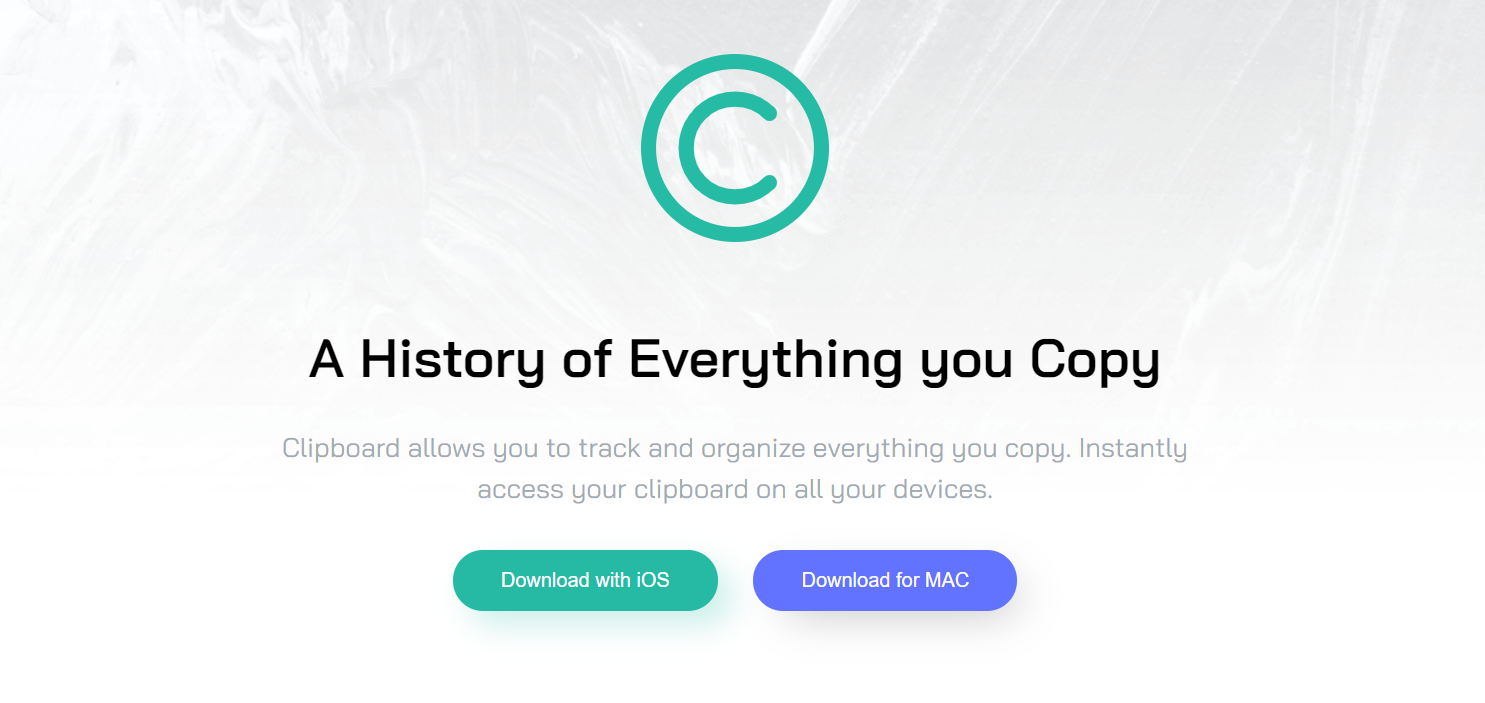 A History of Everything you Copy
Clipboard allows you to track and organize everything you copy. Instantly
access your clipboard on all your devices.
Download with iOS
Download for MAC